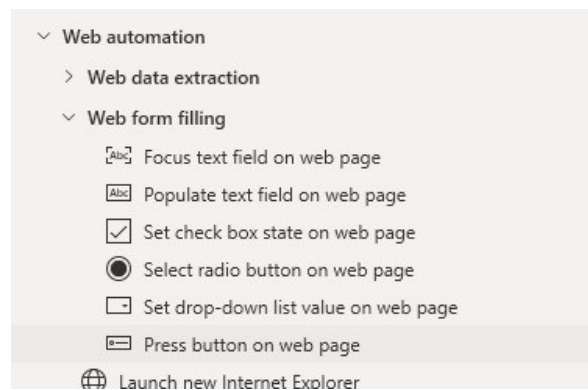 Web automation
Web data extraction
Web form filling
Abc Focus text field on web page
Abc Populate text field on web page
Set check box state on web page
Select radio button on web page
Set drop-down list value on web page
Press button on web page
Launch new Internet Explorer